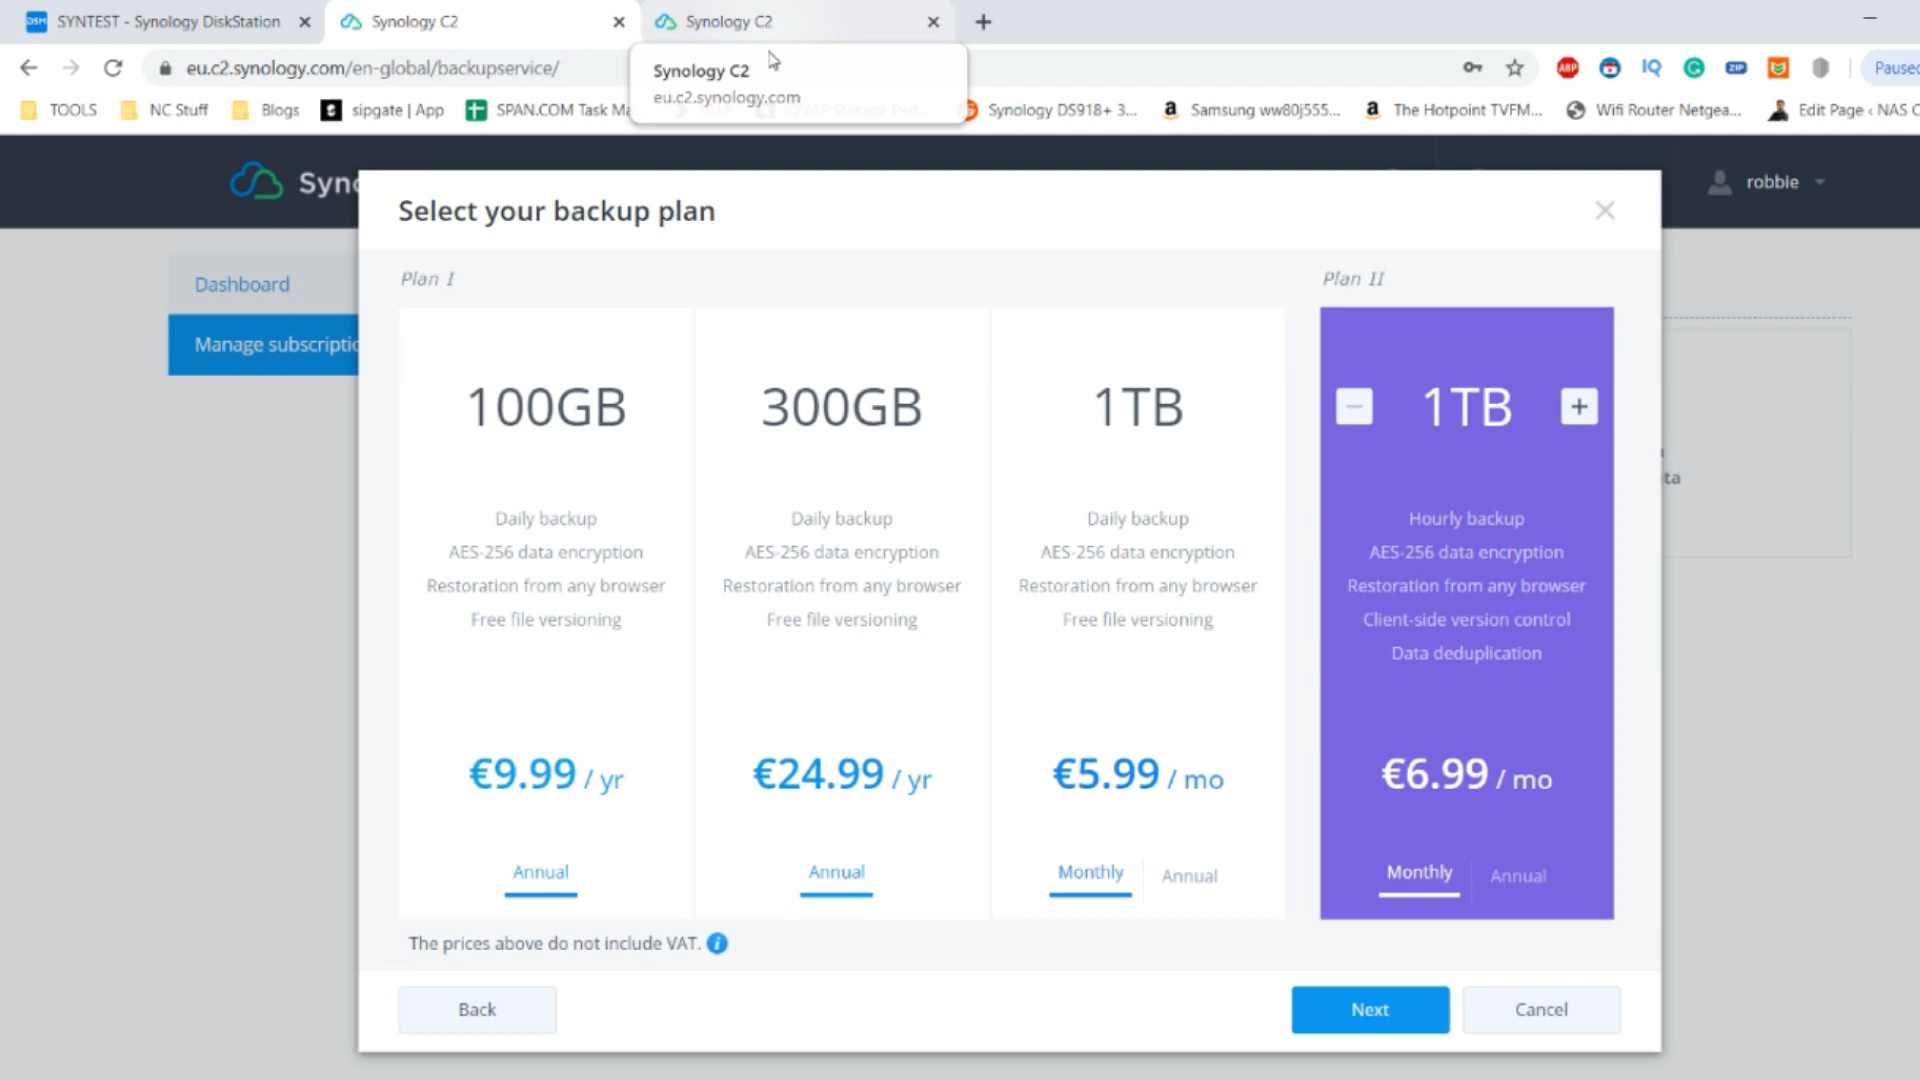 SYNTEST - Synology DiskStation
Synology C2
Synology C2
eu.c2.synology.com/en-global/backupservice/
Synology C2
eu.c2.synology.com
ABP
IQ
ZIP
Paused
TOOLS
NC Stuff
Blogs
sipgate | App
SPAN.COM Task Ma
Synology DS918+ 3...
Samsung ww80j555...
The Hotpoint TVFM...
Wifi Router Netgea...
Edit Page ‹ NAS C
Syno
robbie
Dashboard
Manage subscriptio
Select your backup plan
Plan I
Plan II
100GB
Daily backup
AES-256 data encryption
Restoration from any browser
Free file versioning
€9.99 / yr
Annual
300GB
Daily backup
AES-256 data encryption
Restoration from any browser
Free file versioning
€24.99 / yr
Annual
1TB
Daily backup
AES-256 data encryption
Restoration from any browser
Free file versioning
€5.99 / mo
Monthly Annual
− 1TB +
Hourly backup
AES-256 data encryption
Restoration from any browser
Client-side version control
Data deduplication
€6.99 / mo
Monthly Annual
ta
The prices above do not include VAT.
Back
Next
Cancel